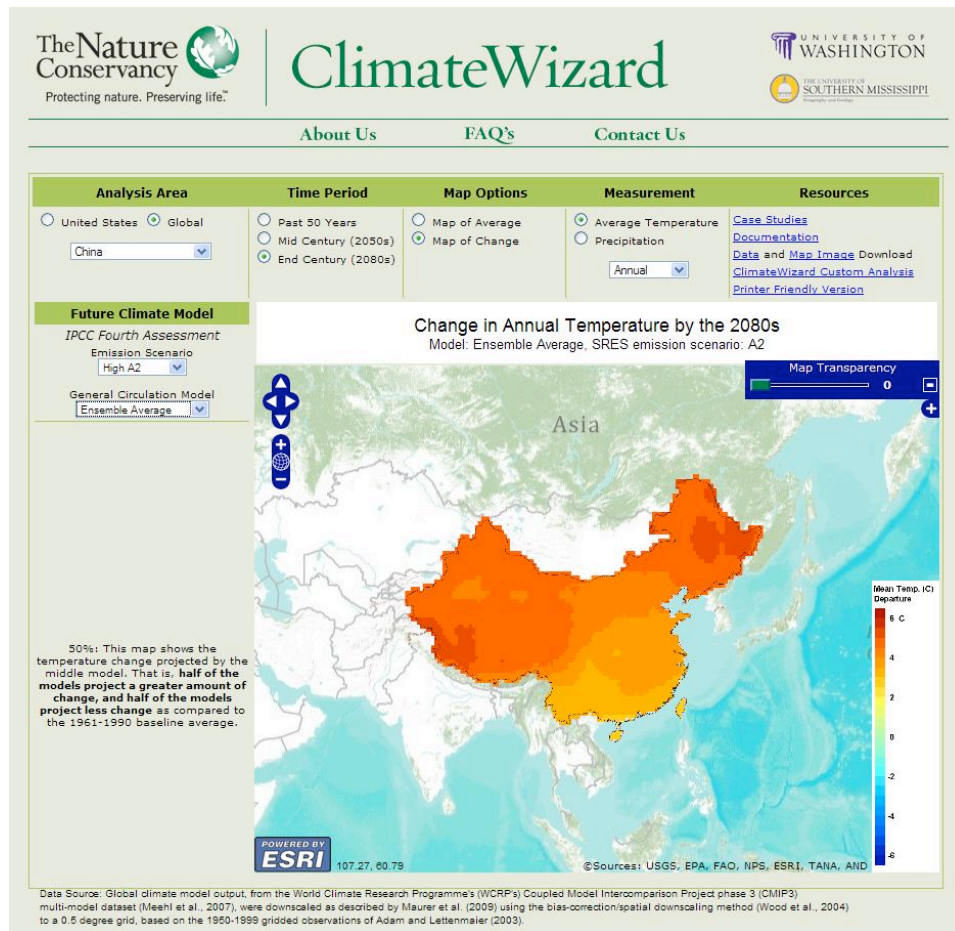 The Nature
Conservancy
Protecting nature. Preserving life.™
ClimateWizard
UNIVERSITY OF
WASHINGTON
THE UNIVERSITY OF
SOUTHERN MISSISSIPPI
About Us
FAQ's
Contact Us
Analysis Area
Time Period
Map Options
Measurement
Resources
United States
Global
China
Past 50 Years
Mid Century (2050s)
End Century (2080s)
Map of Average
Map of Change
Average Temperature
Precipitation
Annual
Case Studies
Documentation
Data and Map Image Download
ClimateWizard Custom Analysis
Printer Friendly Version
Future Climate Model
IPCC Fourth Assessment
Emission Scenario
High A2
General Circulation Model
Ensemble Average
50%: This map shows the
temperature change projected by the
middle model. That is, half of the
models project a greater amount of
change, and half of the models
project less change as compared to
the 1961-1990 baseline average.
Change in Annual Temperature by the 2080s
Model: Ensemble Average, SRES emission scenario: A2
Map Transparency
0
Asia
Mean Temp. (C)
Departure
6 C
4
2
0
-2
-4
-6
POWERED BY
ESRI
107.27, 60.79
©Sources: USGS, EPA, FAO, NPS, ESRI, TANA, AND
Data Source: Global climate model output, from the World Climate Research Programme's (WCRP's) Coupled Model Intercomparison Project phase 3 (CMIP3)
multi-model dataset (Meehl et al., 2007), were downscaled as described by Maurer et al. (2009) using the bias-correction/spatial downscaling method (Wood et al., 2004)
to a 0.5 degree grid, based on the 1950-1999 gridded observations of Adam and Lettenmaier (2003).